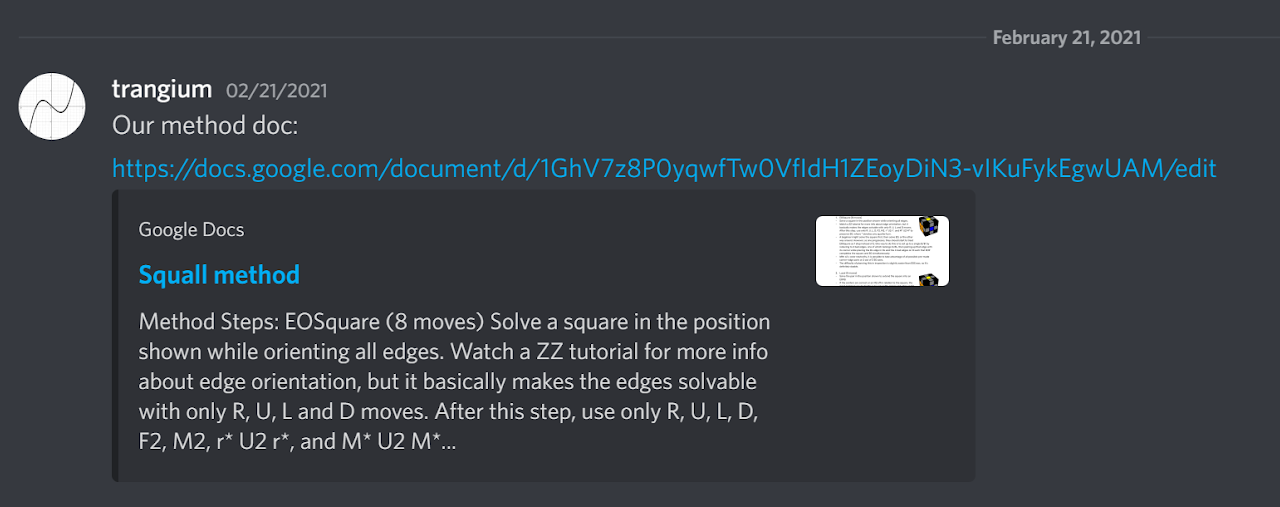 February 21, 2021
trangium 02/21/2021
Our method doc:
https://docs.google.com/document/d/1GhV7z8P0yqwfTw0VfIdH1ZEoyDiN3-vIKuFykEgwUAM/edit
Google Docs
Squall method
Method Steps: EOSquare (8 moves) Solve a square in the position
shown while orienting all edges. Watch a ZZ tutorial for more info
about edge orientation, but it basically makes the edges solvable
with only R, U, L and D moves. After this step, use only R, U, L, D,
F2, M2, r* U2 r*, and M* U2 M*...